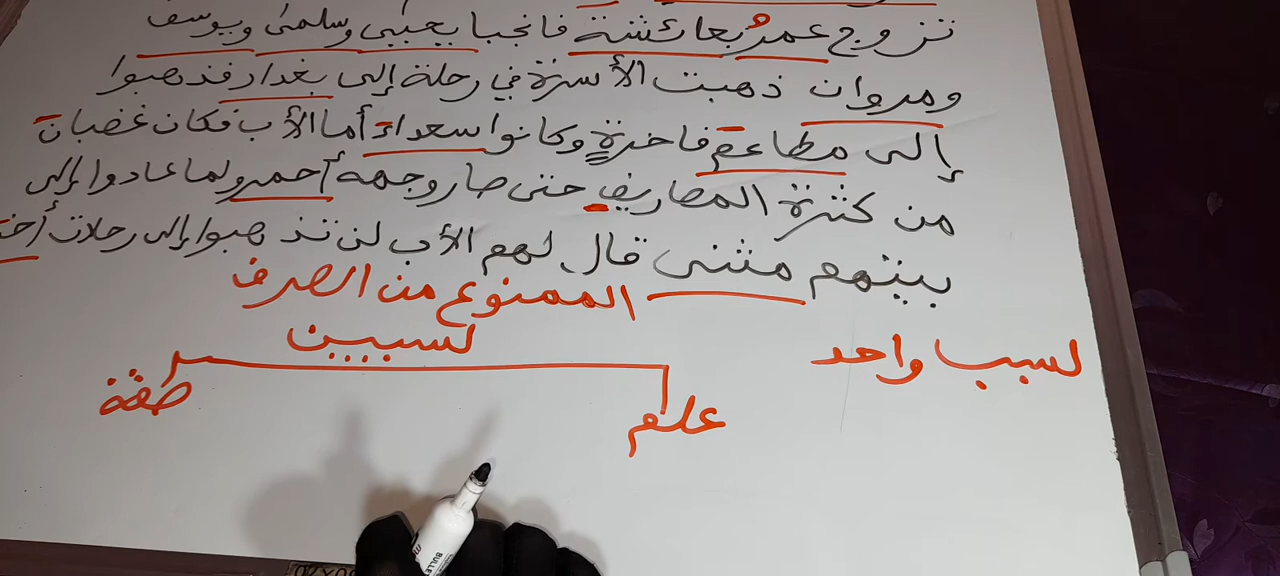 تزوج عمرُ بعائشة فانجبا يحيى وسلمى ويوسف
ومروان ذهبت الأسرة في رحلة إلى بغداد فذهبوا
إلى مطاعم فاخرةٍ وكانوا سعداء أما الأب فكان غضبان
من كثرة المصاريف حتى صار وجهه أحمر ولما عادوا إلى
بيتهم مثنى قال لهم الأب لن تذهبوا إلى رحلات
الممنوع من الصرف
لسبب واحد
لسببين
علم
صفة
BULLET